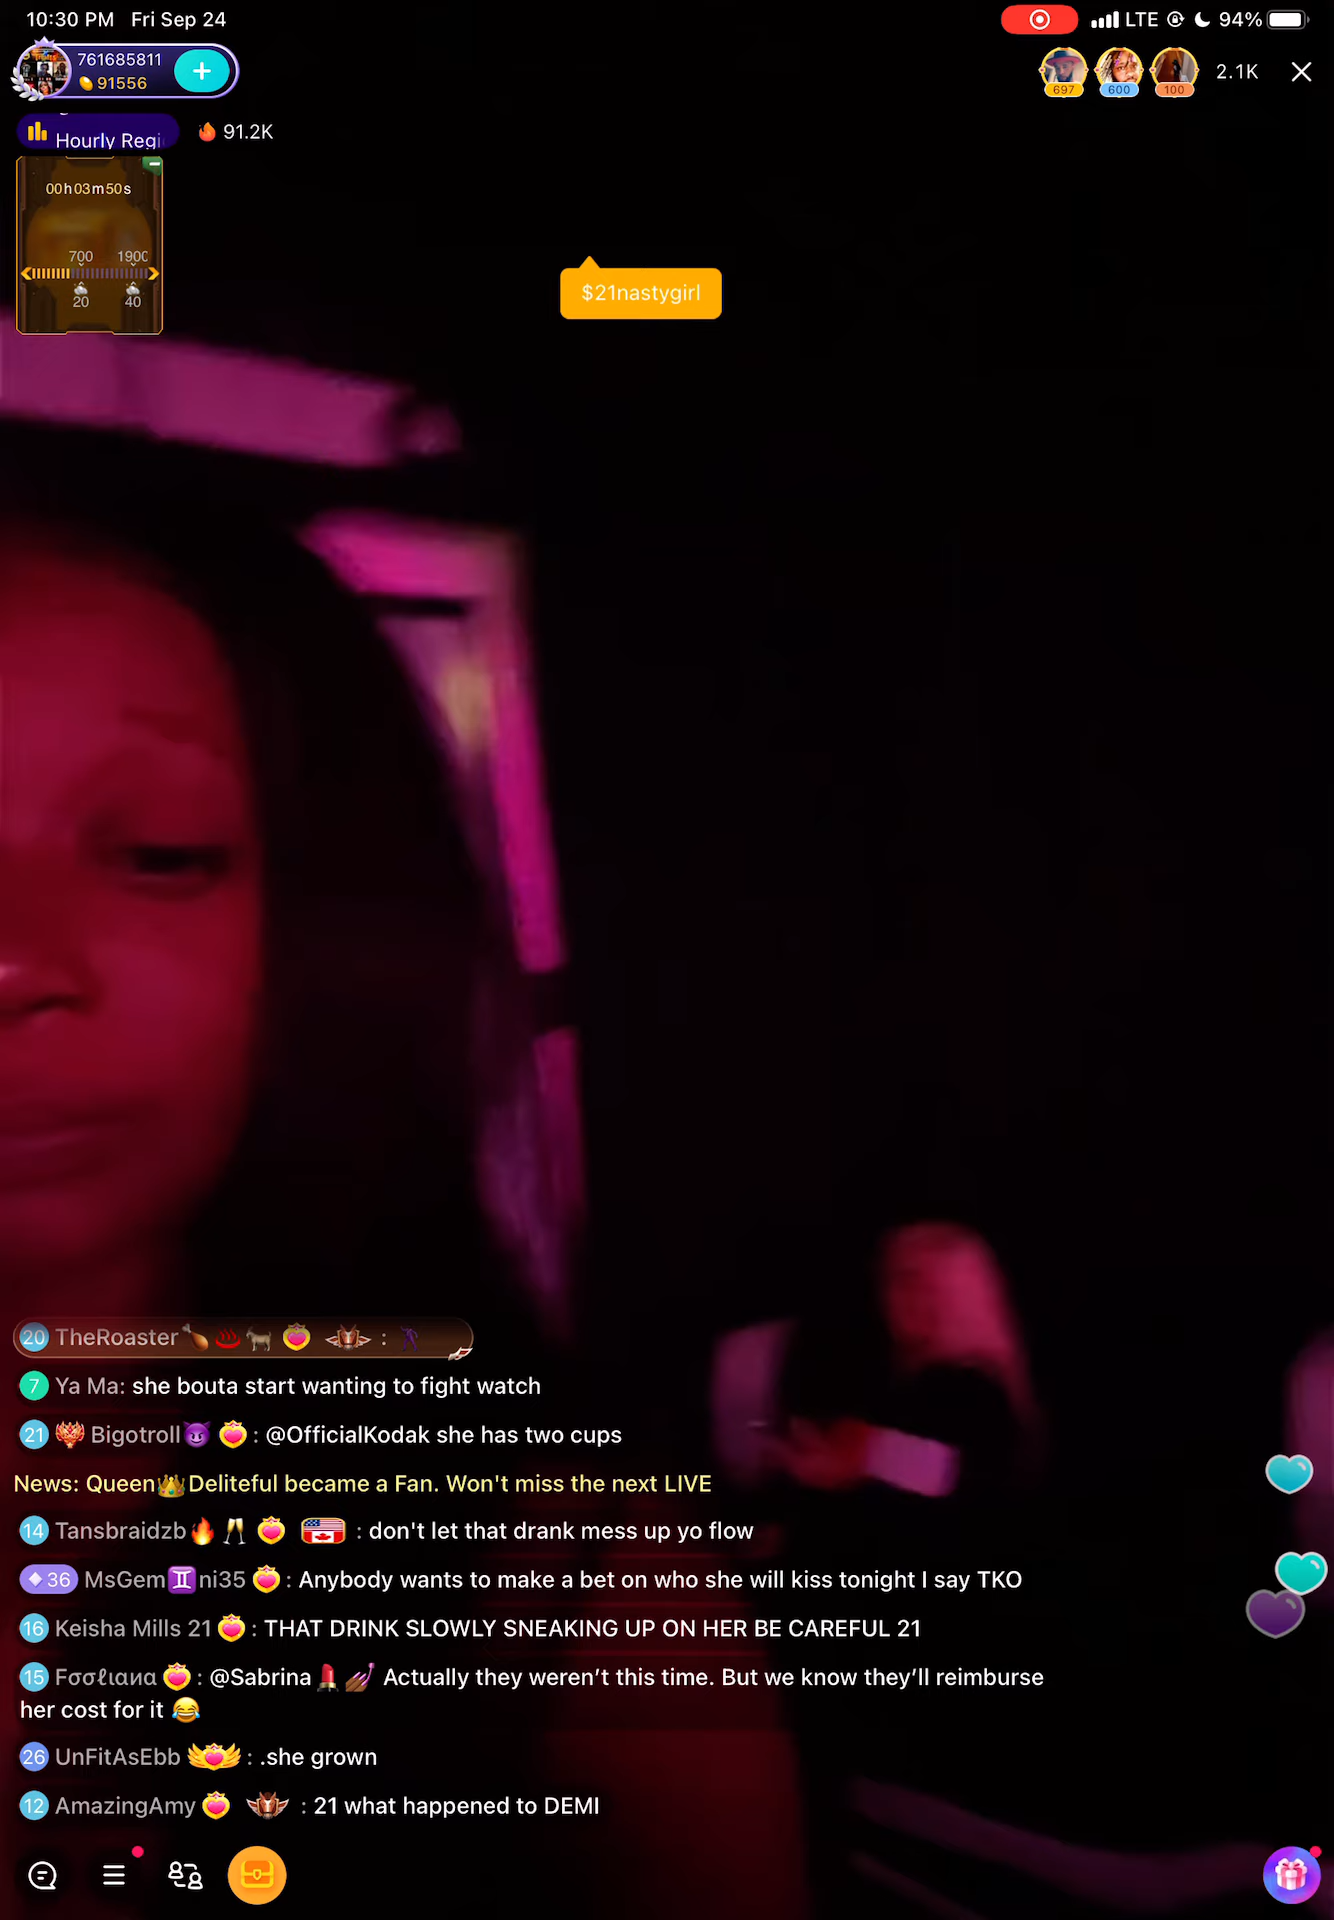 10:30 PM Fri Sep 24
LTE 94%
761685811
91556
697 600 100 2.1K
Hourly Regi
91.2K
00h03m50s
700 1900
20 40
$21nastygirl
20 TheRoaster🍗♨️🐐 :
7 Ya Ma: she bouta start wanting to fight watch
21 Bigotroll😈 : @OfficialKodak she has two cups
News: Queen👑Deliteful became a Fan. Won't miss the next LIVE
14 Tansbraidzb🔥🥂 : don't let that drank mess up yo flow
36 MsGem♊ni35 : Anybody wants to make a bet on who she will kiss tonight I say TKO
16 Keisha Mills 21 : THAT DRINK SLOWLY SNEAKING UP ON HER BE CAREFUL 21
15 Fσσℓιαηα : @Sabrina💄💅🏾 Actually they weren’t this time. But we know they’ll reimburse
her cost for it 😂
26 UnFitAsEbb : .she grown
12 AmazingAmy : 21 what happened to DEMI